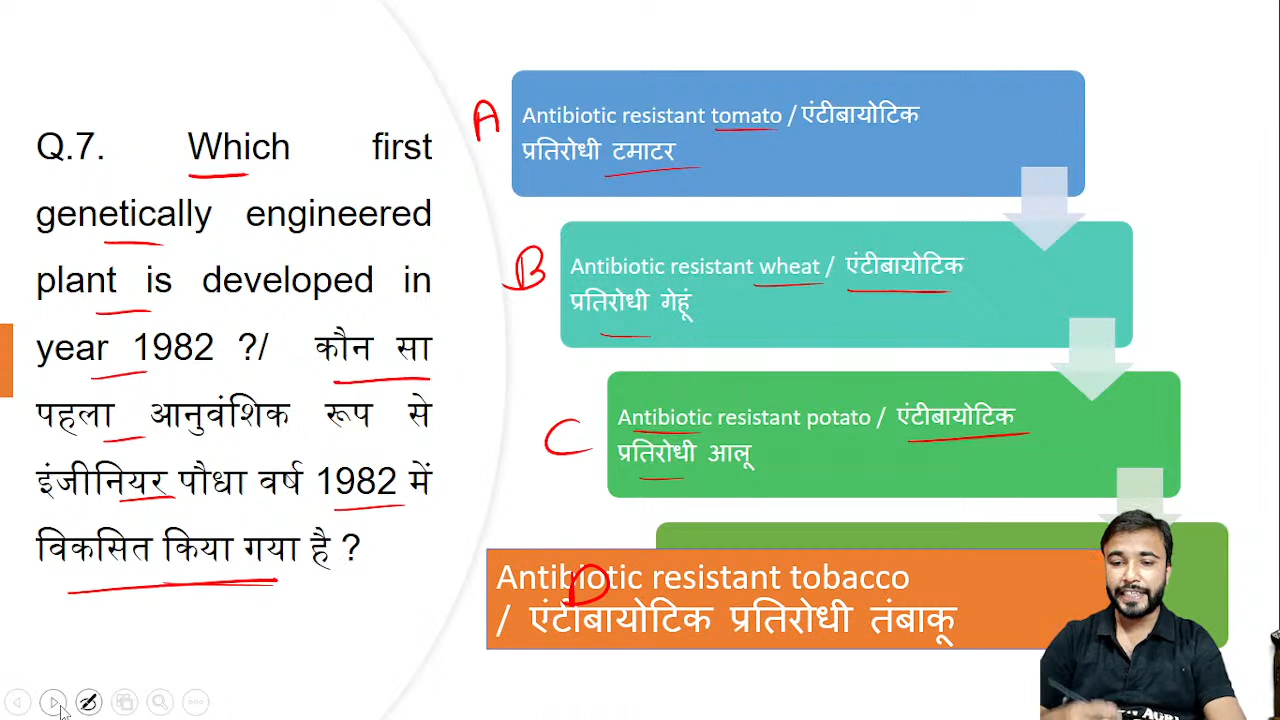 Q.7. Which first
genetically engineered
plant is developed in
year 1982 ?/ कौन सा
पहला आनुवंशिक रूप से
इंजीनियर पौधा वर्ष 1982 में
विकसित किया गया है ?
A
Antibiotic resistant tomato / एंटीबायोटिक
प्रतिरोधी टमाटर
B
Antibiotic resistant wheat / एंटीबायोटिक
प्रतिरोधी गेहूं
C
Antibiotic resistant potato / एंटीबायोटिक
प्रतिरोधी आलू
D
Antibiotic resistant tobacco
/ एंटीबायोटिक प्रतिरोधी तंबाकू